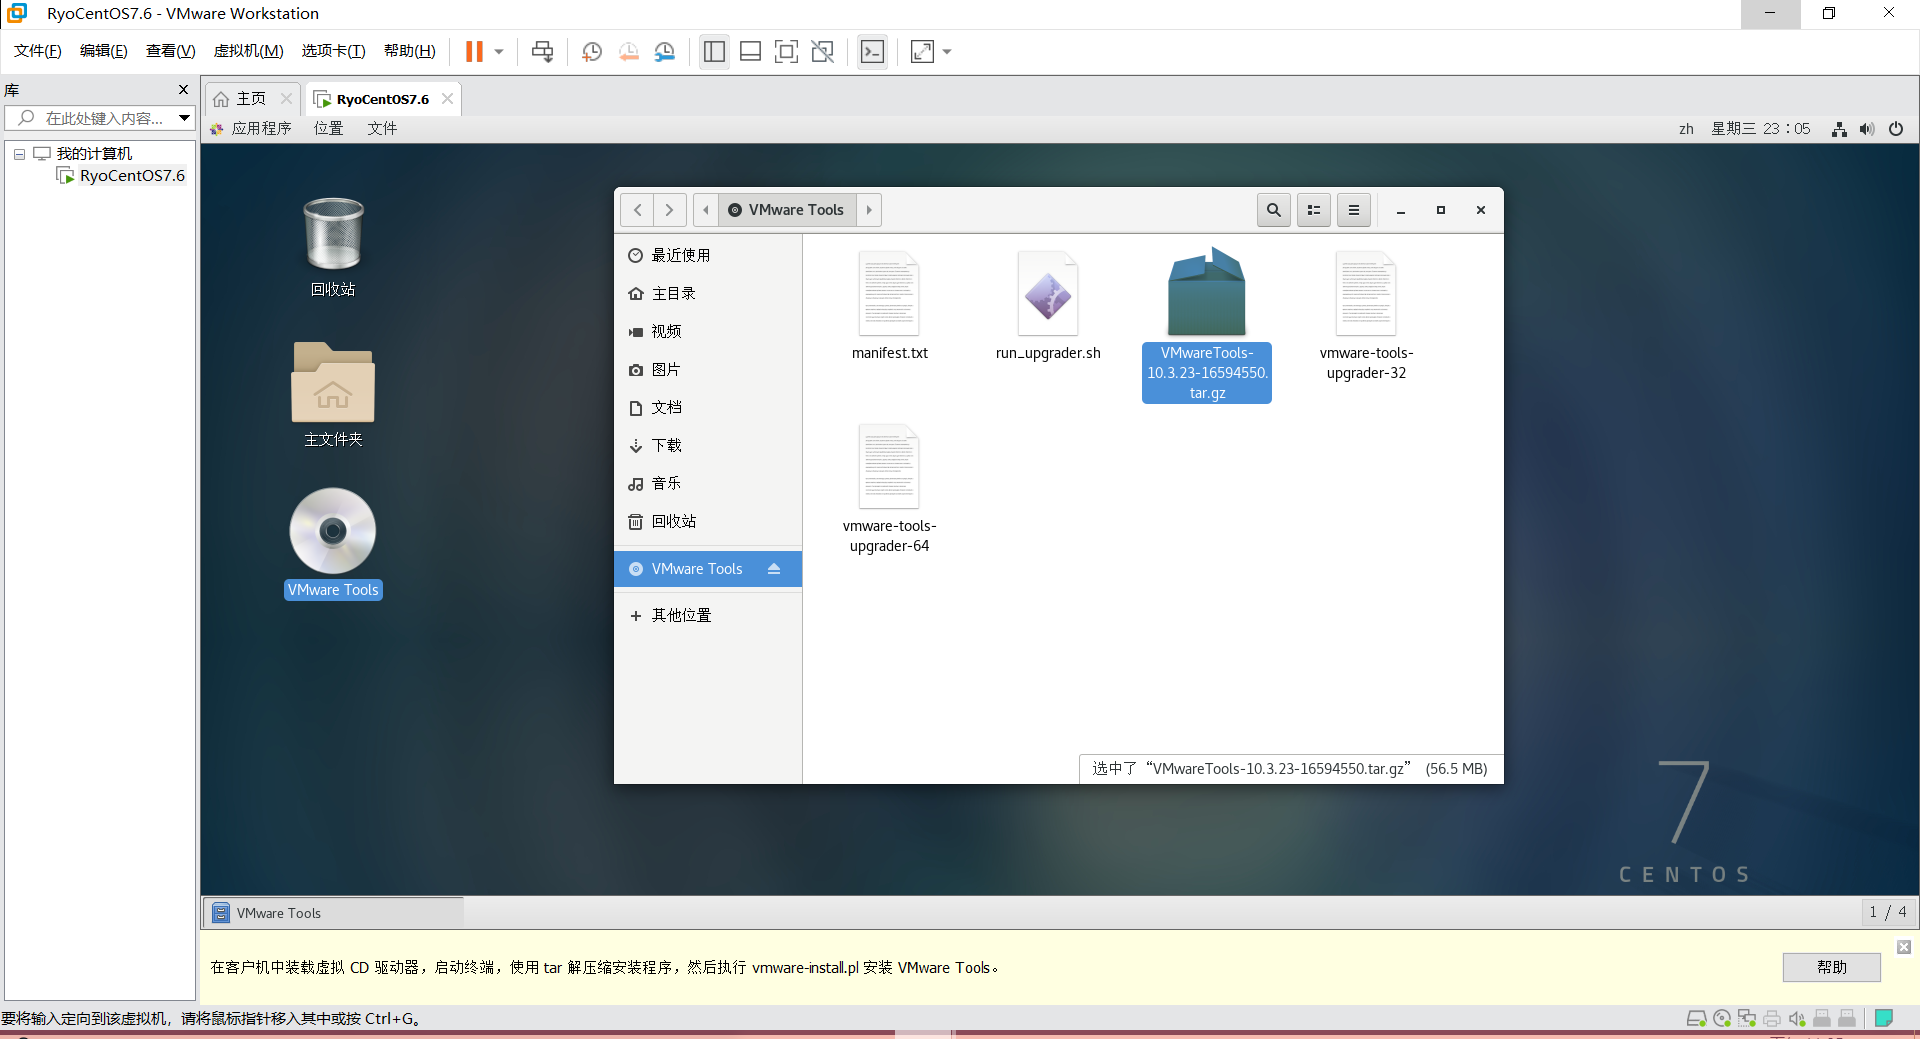 RyoCentOS7.6 - VMware Workstation
文件(F) 编辑(E) 查看(V) 虚拟机(M) 选项卡(T) 帮助(H)
库
在此处键入内容...
我的计算机
RyoCentOS7.6
主页
RyoCentOS7.6
应用程序 位置 文件
zh 星期三 23：05
回收站
主文件夹
VMware Tools
VMware Tools
最近使用
主目录
视频
图片
文档
下载
音乐
回收站
VMware Tools
其他位置
manifest.txt
run_upgrader.sh
VMwareTools-
10.3.23-16594550.
tar.gz
vmware-tools-
upgrader-32
vmware-tools-
upgrader-64
选中了“VMwareTools-10.3.23-16594550.tar.gz” (56.5 MB)
7
CENTOS
VMware Tools
1 / 4
在客户机中装载虚拟 CD 驱动器，启动终端，使用 tar 解压缩安装程序，然后执行 vmware-install.pl 安装 VMware Tools。
帮助
要将输入定向到该虚拟机，请将鼠标指针移入其中或按 Ctrl+G。